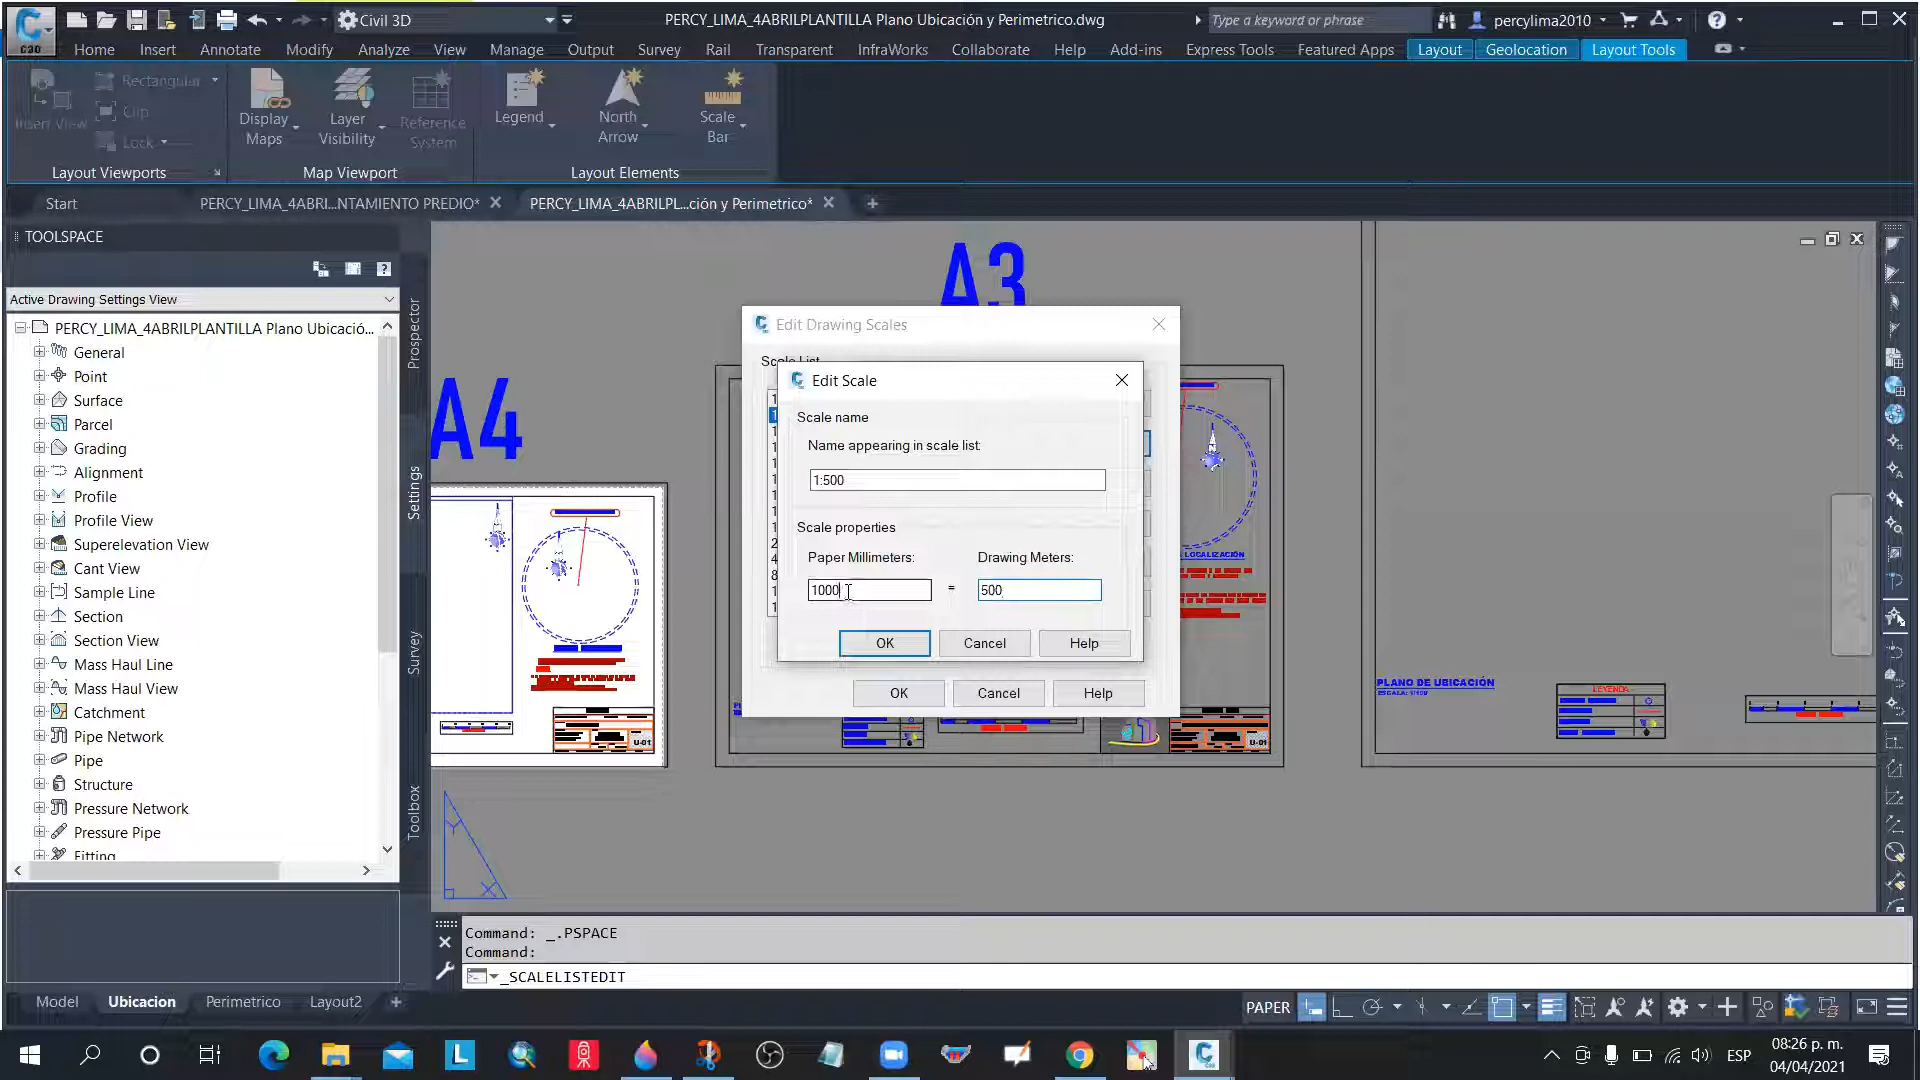 Civil 3D
PERCY_LIMA_4ABRILPLANTILLA Plano Ubicación y Perimetrico.dwg
Type a keyword or phrase
percylima2010
C3D
Home Insert Annotate Modify Analyze View Manage Output Survey Rail Transparent InfraWorks Collaborate Help Add-ins Express Tools Featured Apps Layout Geolocation Layout Tools
Insert View
Rectangular
Clip
Lock
Display Maps
Layer Visibility
Reference System
Legend
North Arrow
Scale Bar
Layout Viewports
Map Viewport
Layout Elements
Start
PERCY_LIMA_4ABRI...NTAMIENTO PREDIO*
PERCY_LIMA_4ABRILPL...ción y Perimetrico*
TOOLSPACE
Active Drawing Settings View
PERCY_LIMA_4ABRILPLANTILLA Plano Ubicació...
General
Point
Surface
Parcel
Grading
Alignment
Profile
Profile View
Superelevation View
Cant View
Sample Line
Section
Section View
Mass Haul Line
Mass Haul View
Catchment
Pipe Network
Pipe
Structure
Pressure Network
Pressure Pipe
Fitting
Prospector
Settings
Survey
Toolbox
A4
A3
Edit Drawing Scales
Scale List
Edit Scale
Scale name
Name appearing in scale list:
1:500
Scale properties
Paper Millimeters:
Drawing Meters:
1000
=
500
OK
Cancel
Help
OK
Cancel
Help
LOCALIZACIÓN
U-01
U-01
PLANO DE UBICACIÓN
LEYENDA
Y
X
Command: _.PSPACE
Command:
_SCALELISTEDIT
Model
Ubicacion
Perimetrico
Layout2
PAPER
ESP
08:26 p. m.
04/04/2021